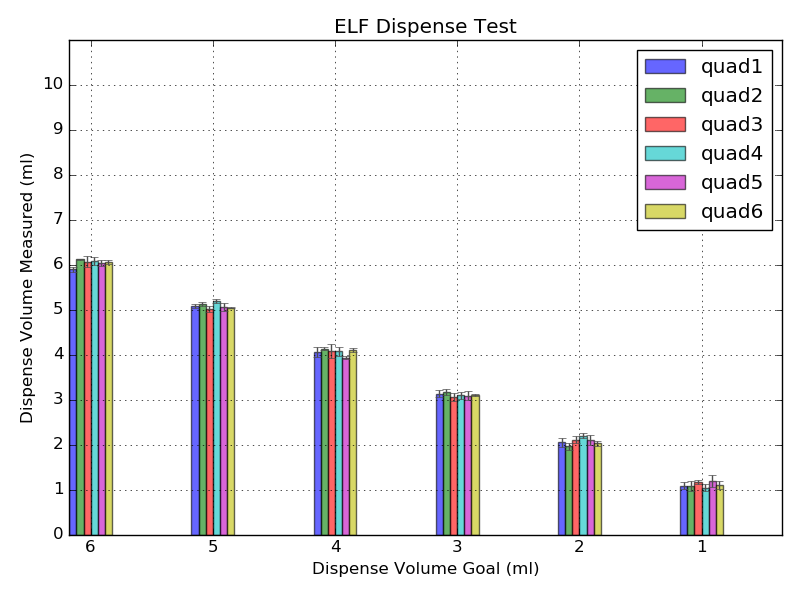 ELF Dispense Test
Dispense Volume Measured (ml)
10
9
8
7
6
5
4
3
2
1
0
quad1
quad2
quad3
quad4
quad5
quad6
6 5 4 3 2 1
Dispense Volume Goal (ml)